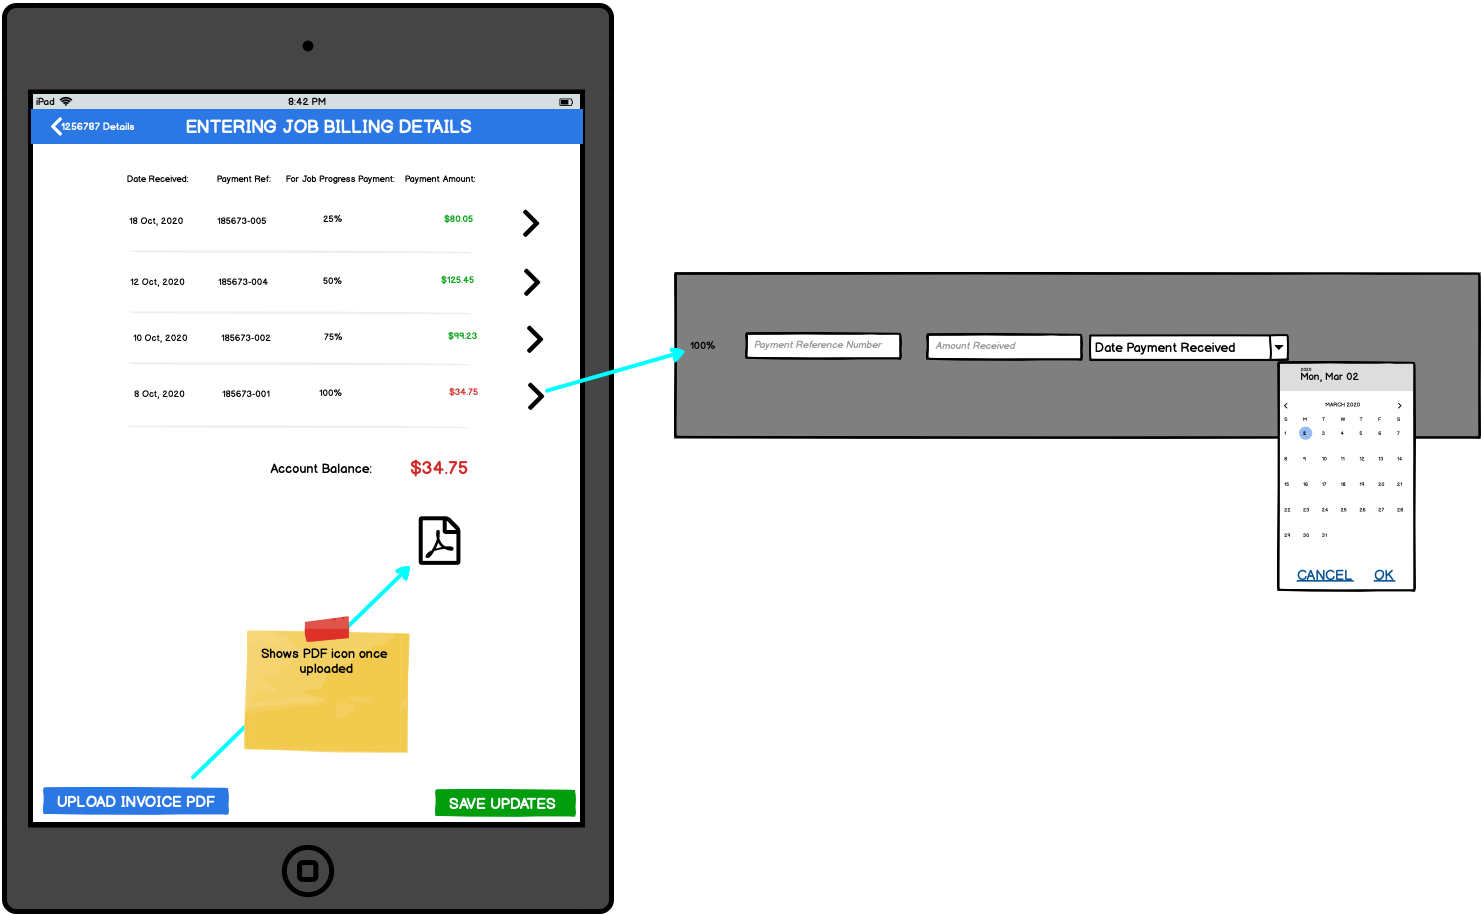 iPad 8:42 PM
1256787 Details ENTERING JOB BILLING DETAILS
Date Received: Payment Ref: For Job Progress Payment: Payment Amount:
18 Oct, 2020 185673-005 25% $80.05
12 Oct, 2020 185673-004 50% $125.45
10 Oct, 2020 185673-002 75% $99.23
8 Oct, 2020 185673-001 100% $34.75
Account Balance: $34.75
Shows PDF icon once
uploaded
UPLOAD INVOICE PDF SAVE UPDATES
100% Payment Reference Number Amount Received Date Payment Received
2020
Mon, Mar 02
MARCH 2020
S M T W T F S
1 2 3 4 5 6 7
8 9 10 11 12 13 14
15 16 17 18 19 20 21
22 23 24 25 26 27 28
29 30 31
CANCEL OK